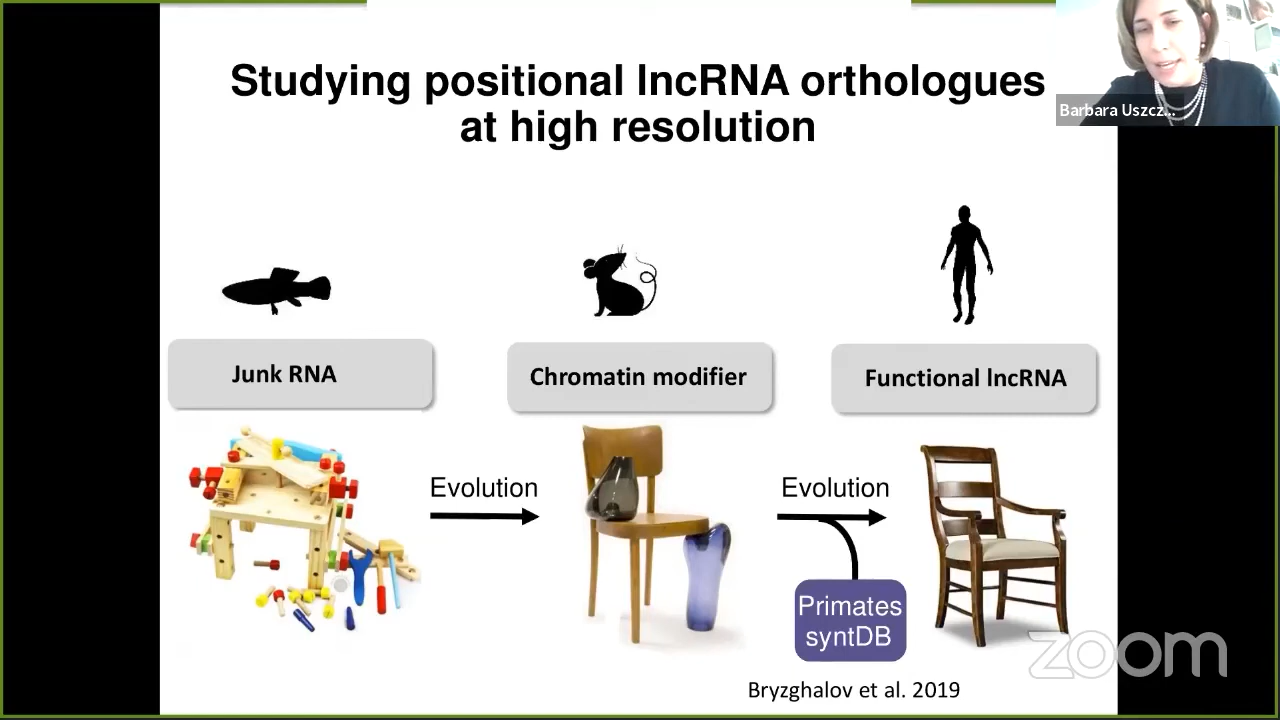 Studying positional lncRNA orthologues
at high resolution
Barbara Uszcz...
Junk RNA
Chromatin modifier
Functional lncRNA
Evolution
Evolution
Primates
syntDB
zoom
Bryzghalov et al. 2019